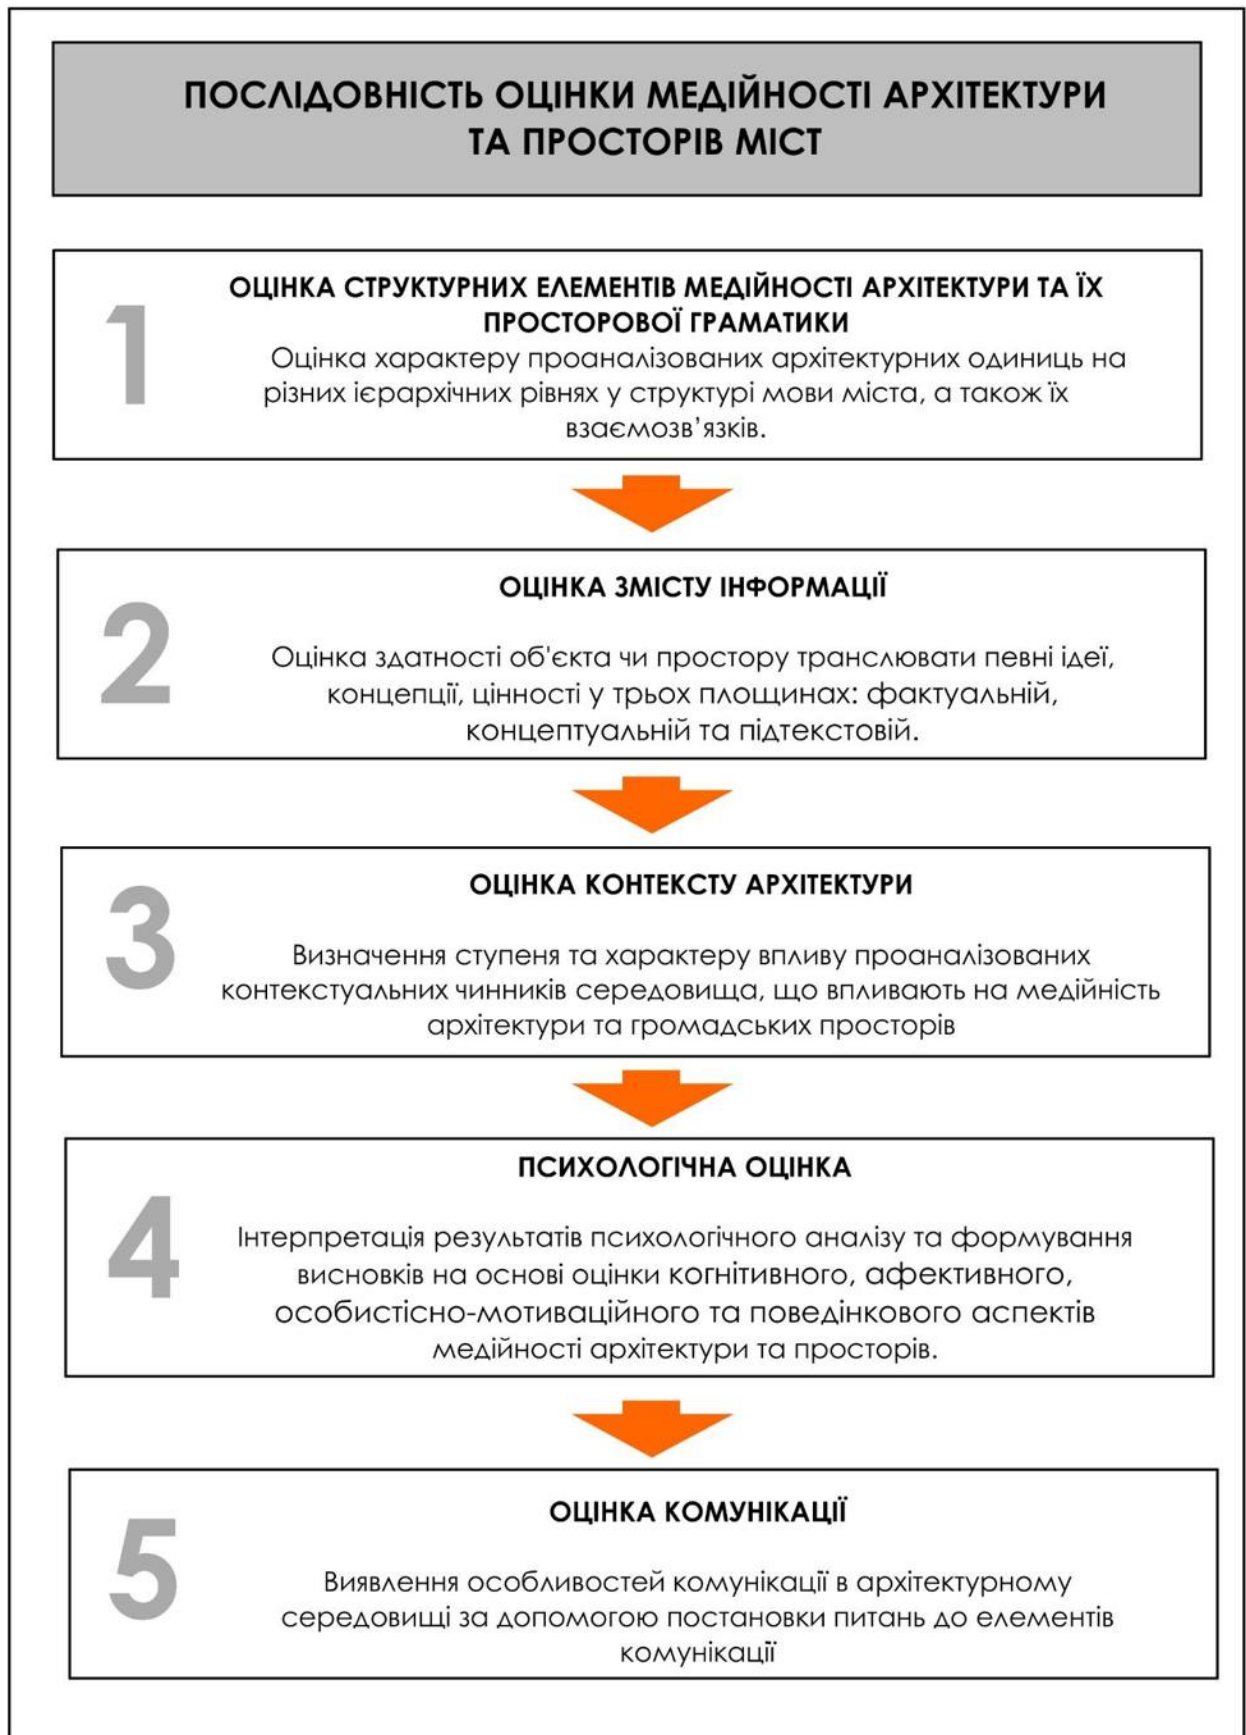 ПОСЛІДОВНІСТЬ ОЦІНКИ МЕДІЙНОСТІ АРХІТЕКТУРИ
ТА ПРОСТОРІВ МІСТ
1
ОЦІНКА СТРУКТУРНИХ ЕЛЕМЕНТІВ МЕДІЙНОСТІ АРХІТЕКТУРИ ТА ЇХ
ПРОСТОРОВОЇ ГРАМАТИКИ
Оцінка характеру проаналізованих архітектурних одиниць на
різних ієрархічних рівнях у структурі мови міста, а також їх
взаємозв’язків.
2
ОЦІНКА ЗМІСТУ ІНФОРМАЦІЇ
Оцінка здатності об'єкта чи простору транслювати певні ідеї,
концепції, цінності у трьох площинах: фактуальній,
концептуальній та підтекстовій.
3
ОЦІНКА КОНТЕКСТУ АРХІТЕКТУРИ
Визначення ступеня та характеру впливу проаналізованих
контекстуальних чинників середовища, що впливають на медійність
архітектури та громадських просторів
4
ПСИХОЛОГІЧНА ОЦІНКА
Інтерпретація результатів психологічного аналізу та формування
висновків на основі оцінки когнітивного, афективного,
особистісно-мотиваційного та поведінкового аспектів
медійності архітектури та просторів.
5
ОЦІНКА КОМУНІКАЦІЇ
Виявлення особливостей комунікації в архітектурному
середовищі за допомогою постановки питань до елементів
комунікації